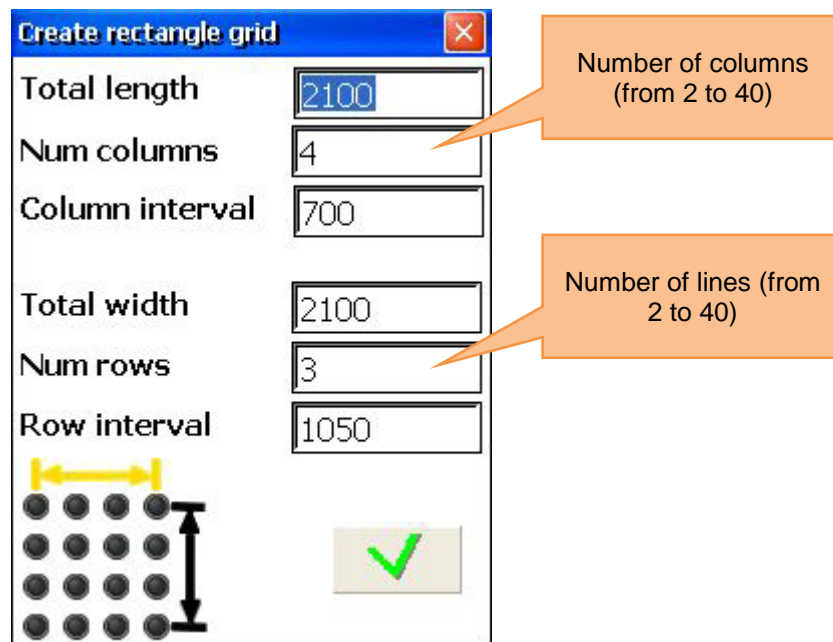 Create rectangle grid
Total length 2100
Num columns 4
Column interval 700
Total width 2100
Num rows 3
Row interval 1050
Number of columns
(from 2 to 40)
Number of lines (from
2 to 40)